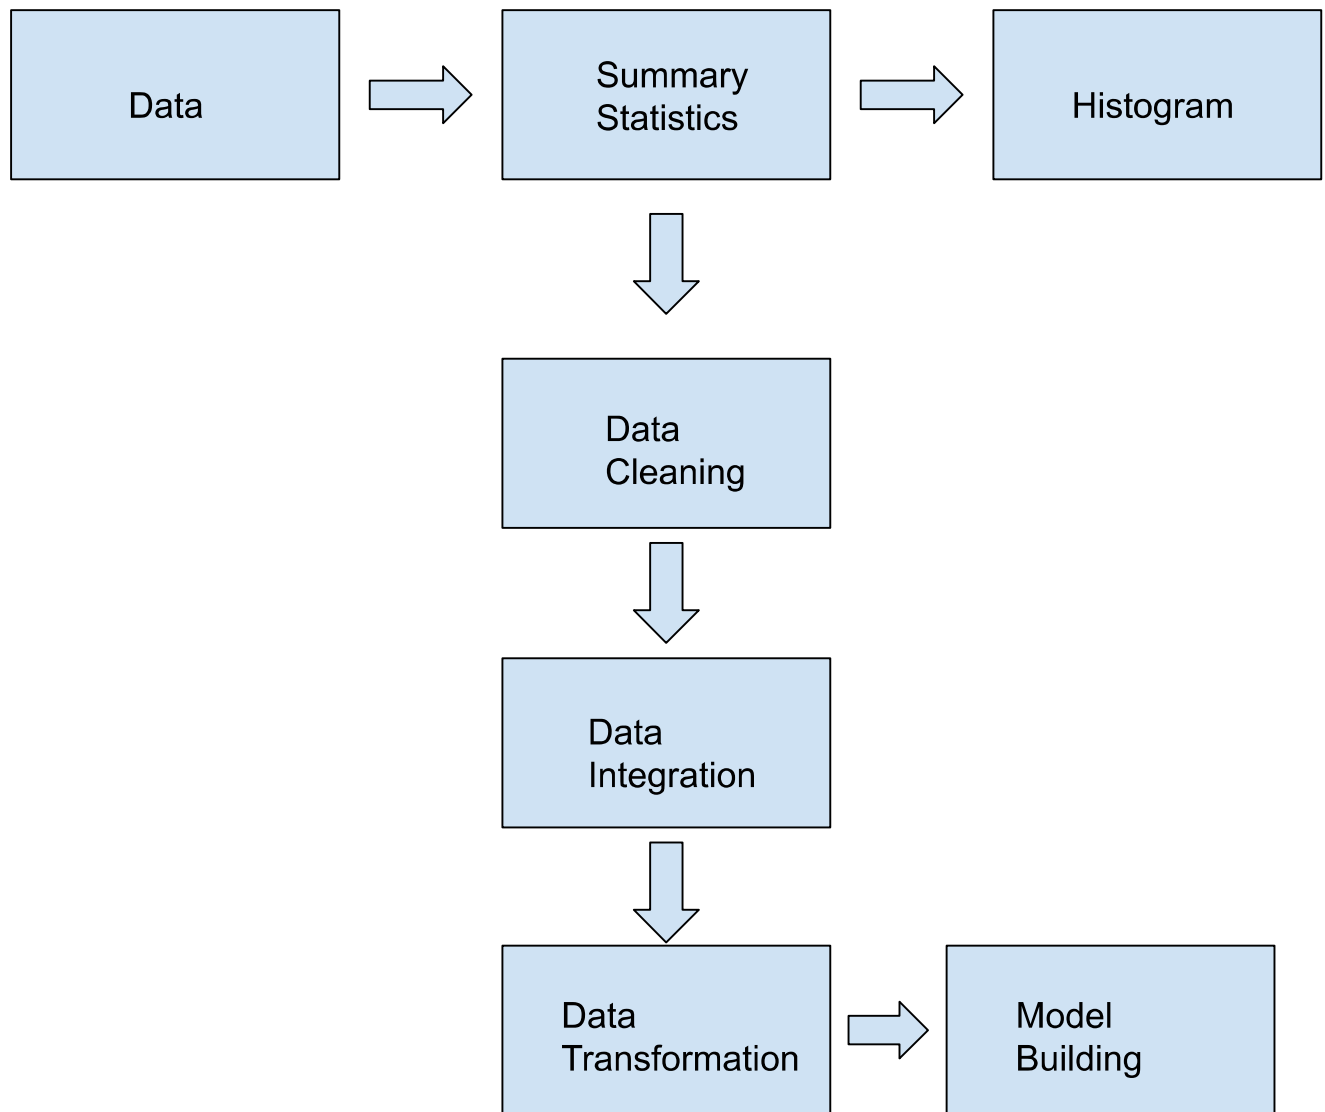 Data
Summary
Statistics
Histogram
Data
Cleaning
Data
Integration
Data
Transformation
Model
Building